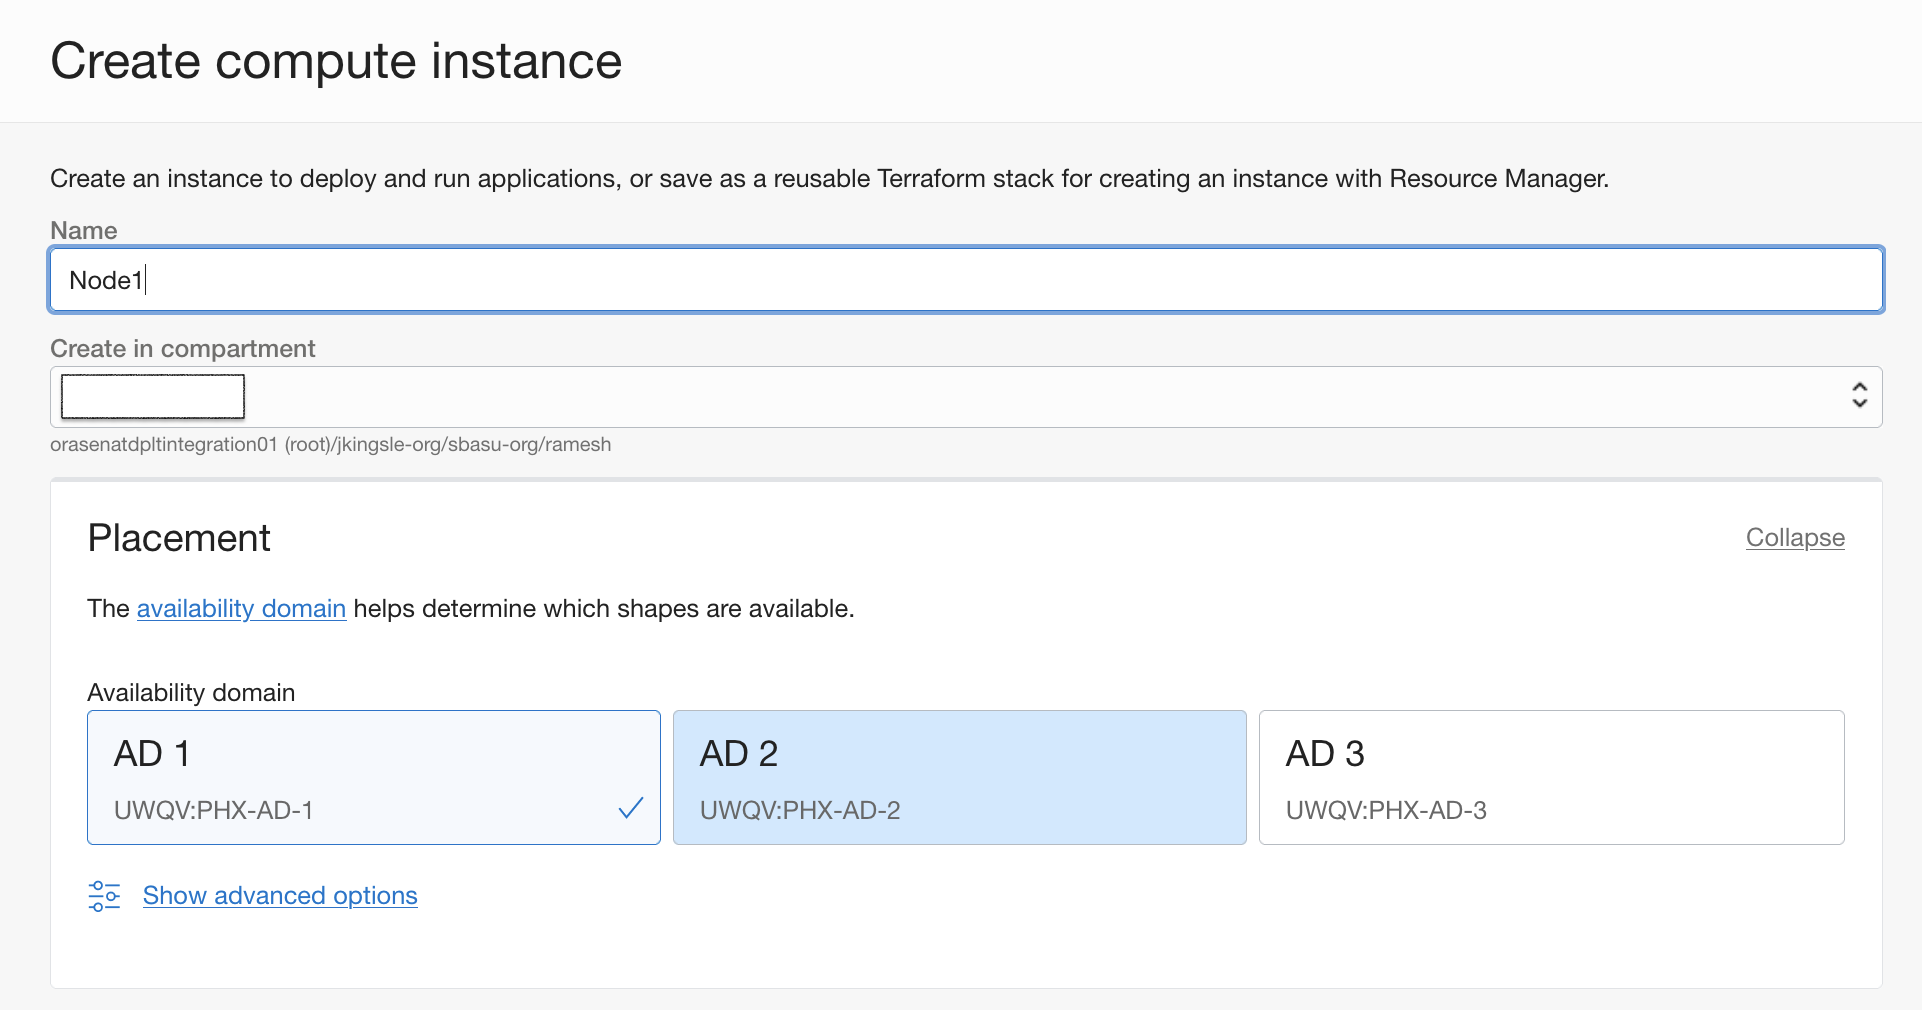 Create compute instance
Create an instance to deploy and run applications, or save as a reusable Terraform stack for creating an instance with Resource Manager.
Name
Node1
Create in compartment
orasenatdpltintegration01 (root)/jkingsle-org/sbasu-org/ramesh
Placement
Collapse
The availability domain helps determine which shapes are available.
Availability domain
AD 1
UWQV:PHX-AD-1
AD 2
UWQV:PHX-AD-2
AD 3
UWQV:PHX-AD-3
Show advanced options